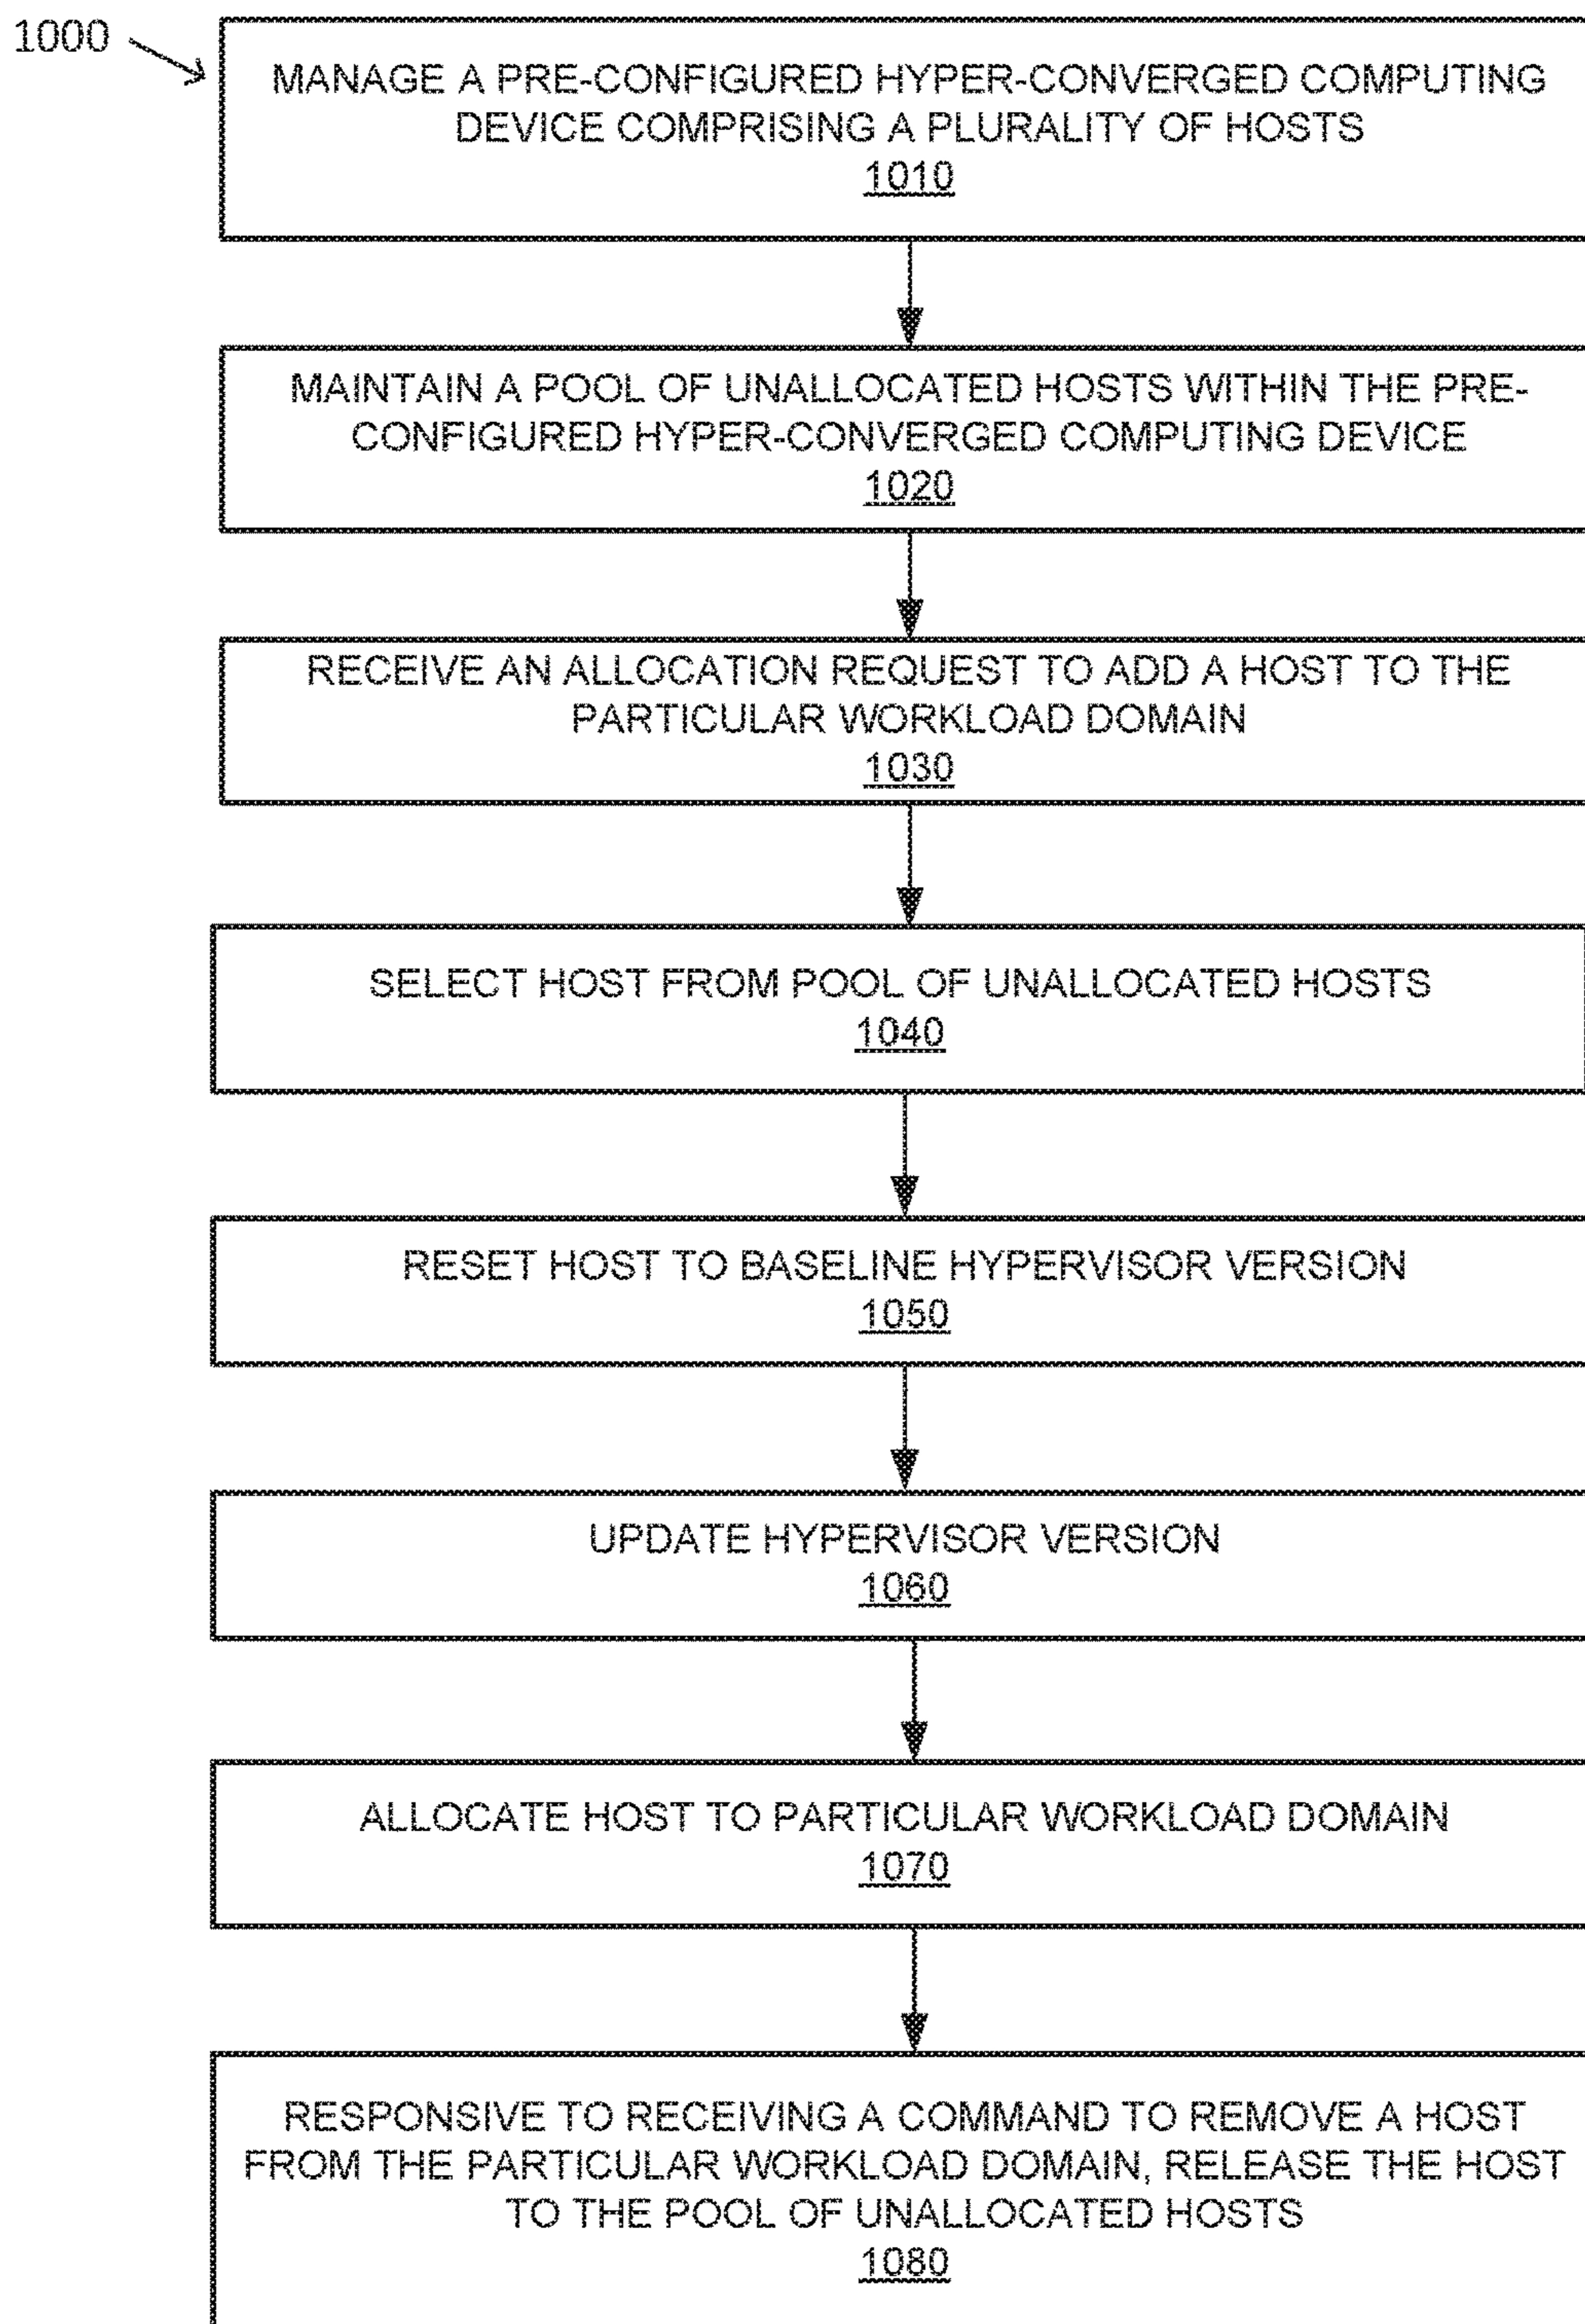 1000
MANAGE A PRE-CONFIGURED HYPER-CONVERGED COMPUTING
DEVICE COMPRISING A PLURALITY OF HOSTS
1010
MAINTAIN A POOL OF UNALLOCATED HOSTS WITHIN THE PRE-
CONFIGURED HYPER-CONVERGED COMPUTING DEVICE
1020
RECEIVE AN ALLOCATION REQUEST TO ADD A HOST TO THE
PARTICULAR WORKLOAD DOMAIN
1030
SELECT HOST FROM POOL OF UNALLOCATED HOSTS
1040
RESET HOST TO BASELINE HYPERVISOR VERSION
1050
UPDATE HYPERVISOR VERSION
1060
ALLOCATE HOST TO PARTICULAR WORKLOAD DOMAIN
1070
RESPONSIVE TO RECEIVING A COMMAND TO REMOVE A HOST
FROM THE PARTICULAR WORKLOAD DOMAIN, RELEASE THE HOST
TO THE POOL OF UNALLOCATED HOSTS
1080